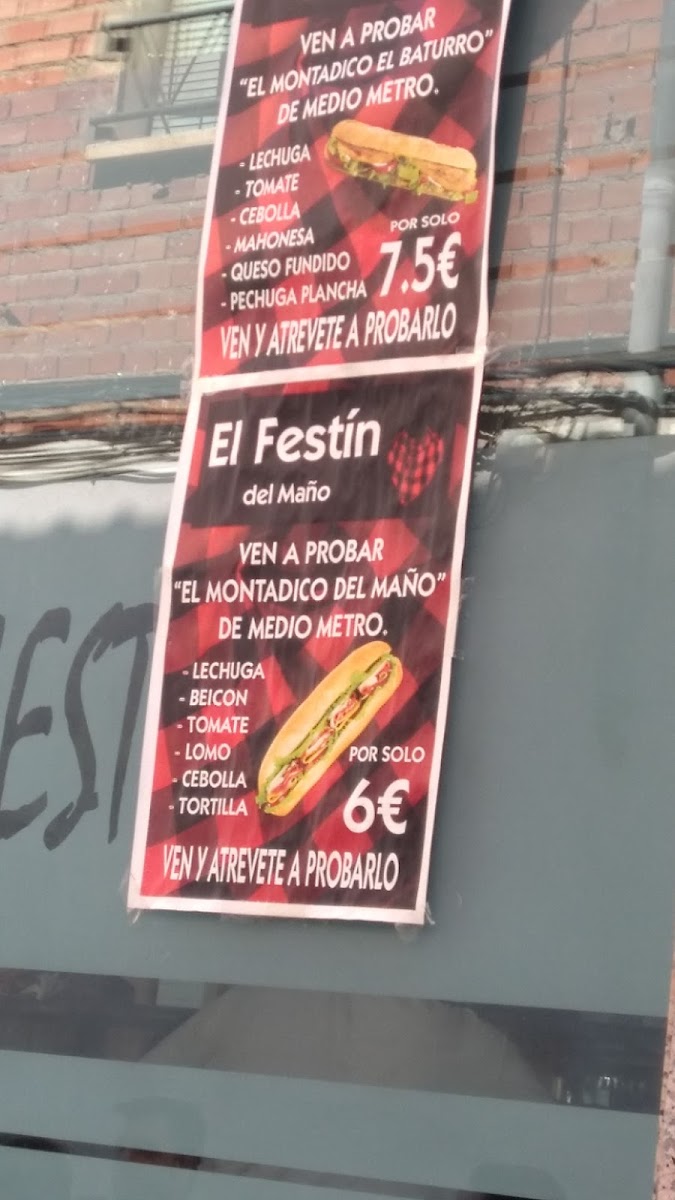 VEN A PROBAR
"EL MONTADICO EL BATURRO"
DE MEDIO METRO.
- LECHUGA
- TOMATE
- CEBOLLA
- MAHONESA
- QUESO FUNDIDO
- PECHUGA PLANCHA
POR SOLO
7.5€
VEN Y ATREVETE A PROBARLO
El Festín
del Maño
VEN A PROBAR
"EL MONTADICO DEL MAÑO"
DE MEDIO METRO.
- LECHUGA
- BEICON
- TOMATE
- LOMO
- CEBOLLA
- TORTILLA
POR SOLO
6€
VEN Y ATREVETE A PROBARLO
EST